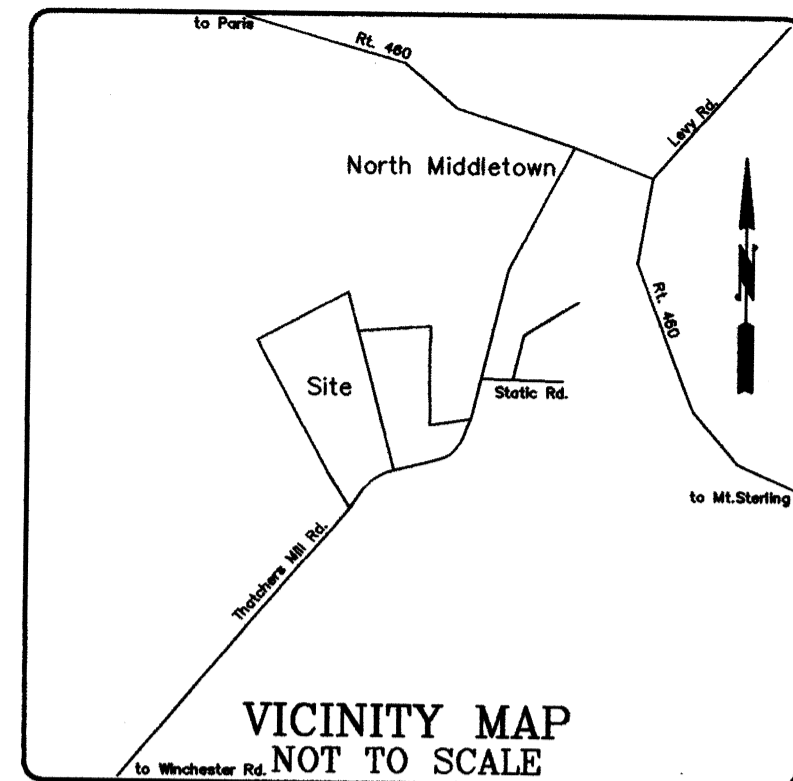 to Paris
Rt. 460
Levy Rd.
North Middletown
N
Rt. 460
Site
Static Rd.
to Mt.Sterling
Thatchers Mill Rd.
VICINITY MAP
to Winchester Rd.
NOT TO SCALE